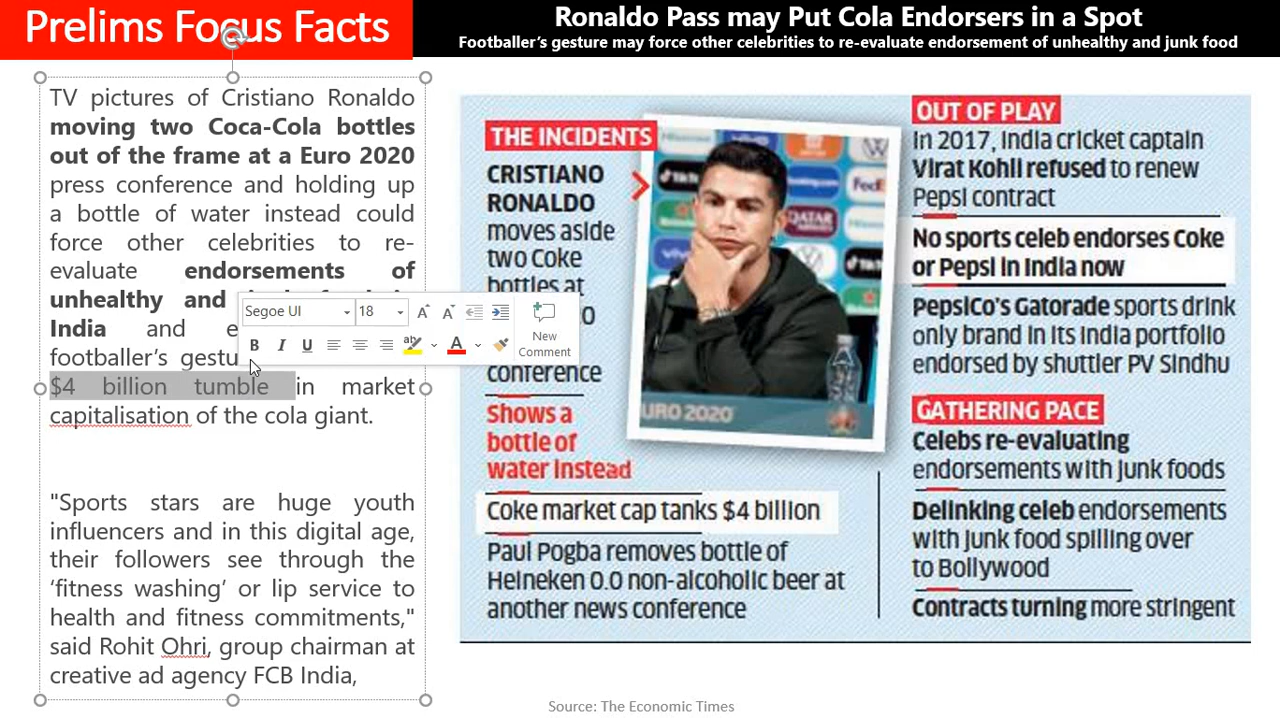 Prelims Focus Facts
Ronaldo Pass may Put Cola Endorsers in a Spot
Footballer's gesture may force other celebrities to re-evaluate endorsement of unhealthy and junk food
TV pictures of Cristiano Ronaldo
moving two Coca-Cola bottles
out of the frame at a Euro 2020
press conference and holding up
a bottle of water instead could
force other celebrities to re-
evaluate endorsements of
unhealthy and
India and
footballer's
$4 billion tumble in market
capitalisation of the cola giant.
"Sports stars are huge youth
influencers and in this digital age,
their followers see through the
'fitness washing' or lip service to
health and fitness commitments,"
said Rohit Ohri, group chairman at
creative ad agency FCB India,
Segoe UI
18
B I U
A
New
Comment
THE INCIDENTS
CRISTIANO
RONALDO
moves aside
two Coke
bottles at
conference
Shows a
bottle of
water instead
Coke market cap tanks $4 billion
Paul Pogba removes bottle of
Heineken 0.0 non-alcoholic beer at
another news conference
FedEx
QATAR
EURO 2020
OUT OF PLAY
In 2017, India cricket captain
Virat Kohli refused to renew
Pepsi contract
No sports celeb endorses Coke
or Pepsi in India now
PepsiCo's Gatorade sports drink
only brand in its India portfolio
endorsed by shuttler PV Sindhu
GATHERING PACE
Celebs re-evaluating
endorsements with junk foods
Delinking celeb endorsements
with junk food spilling over
to Bollywood
Contracts turning more stringent
Source: The Economic Times